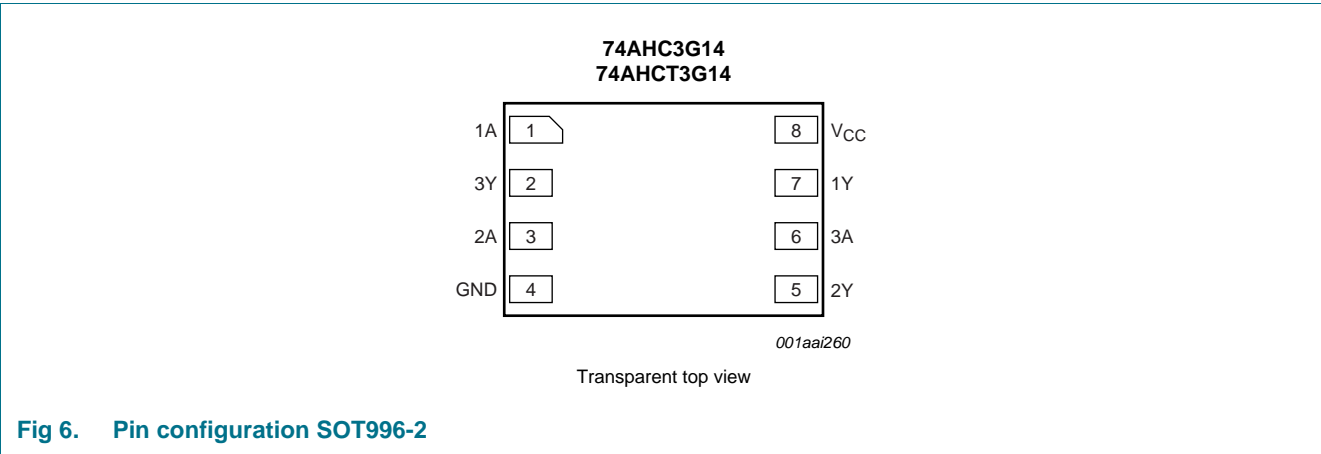 74AHC3G14
74AHCT3G14
1A 1 8 VCC
3Y 2 7 1Y
2A 3 6 3A
GND 4 5 2Y
001aai260
Transparent top view
Fig 6. Pin configuration SOT996-2